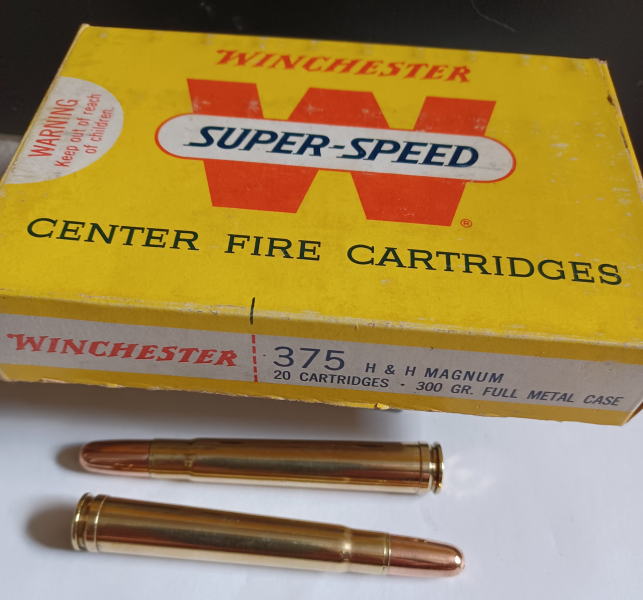 WINCHESTER
W
SUPER-SPEED
®
WARNING
Keep out of reach
of children.
CENTER FIRE CARTRIDGES
WINCHESTER
375 H & H MAGNUM
20 CARTRIDGES · 300 GR. FULL METAL CASE